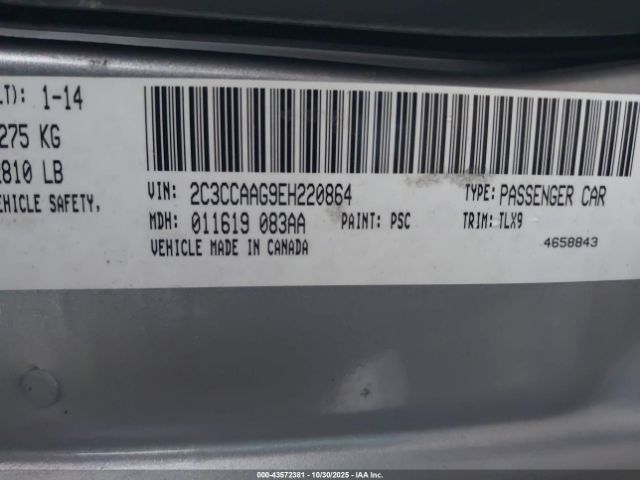 LT): 1-14
275 KG
810 LB
EHICLE SAFETY,
VIN: 2C3CCAAG9EH220864 TYPE: PASSENGER CAR
MDH: 011619 083AA PAINT: PSC TRIM: TLX9
VEHICLE MADE IN CANADA 4658843
000-43572381 | 10/30/2025 | IAA, Inc.